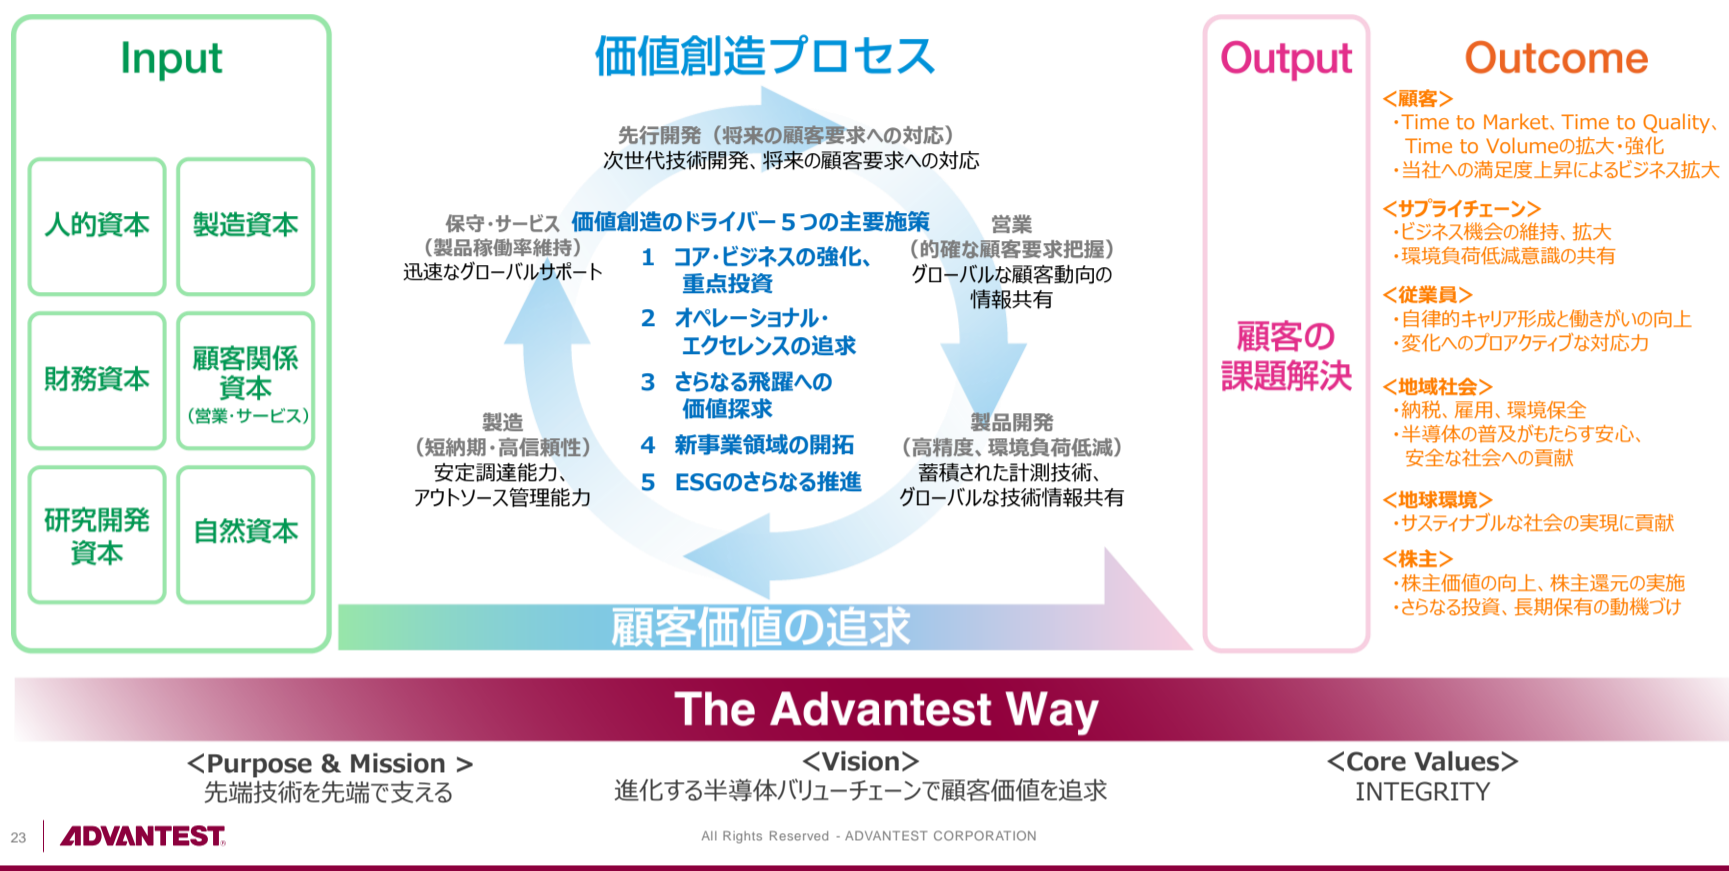 Input
人的資本
製造資本
財務資本
顧客関係
資本
(営業・サービス)
研究開発
資本
自然資本
価値創造プロセス
先行開発（将来の顧客要求への対応）
次世代技術開発、将来の顧客要求への対応
保守・サービス
（製品稼働率維持）
迅速なグローバルサポート
価値創造のドライバー５つの主要施策
1 コア・ビジネスの強化、
重点投資
2 オペレーショナル・
エクセレンスの追求
3 さらなる飛躍への
価値探求
4 新事業領域の開拓
5 ESGのさらなる推進
営業
（的確な顧客要求把握）
グローバルな顧客動向の
情報共有
製造
（短納期・高信頼性）
安定調達能力、
アウトソース管理能力
製品開発
（高精度、環境負荷低減）
蓄積された計測技術、
グローバルな技術情報共有
顧客価値の追求
Output
顧客の
課題解決
Outcome
＜顧客＞
・Time to Market、Time to Quality、
Time to Volumeの拡大・強化
・当社への満足度上昇によるビジネス拡大
＜サプライチェーン＞
・ビジネス機会の維持、拡大
・環境負荷低減意識の共有
＜従業員＞
・自律的キャリア形成と働きがいの向上
・変化へのプロアクティブな対応力
＜地域社会＞
・納税、雇用、環境保全
・半導体の普及がもたらす安心、
安全な社会への貢献
＜地球環境＞
・サスティナブルな社会の実現に貢献
＜株主＞
・株主価値の向上、株主還元の実施
・さらなる投資、長期保有の動機づけ
The Advantest Way
＜Purpose & Mission ＞
先端技術を先端で支える
＜Vision＞
進化する半導体バリューチェーンで顧客価値を追求
＜Core Values＞
INTEGRITY
23
ADVANTEST
All Rights Reserved - ADVANTEST CORPORATION